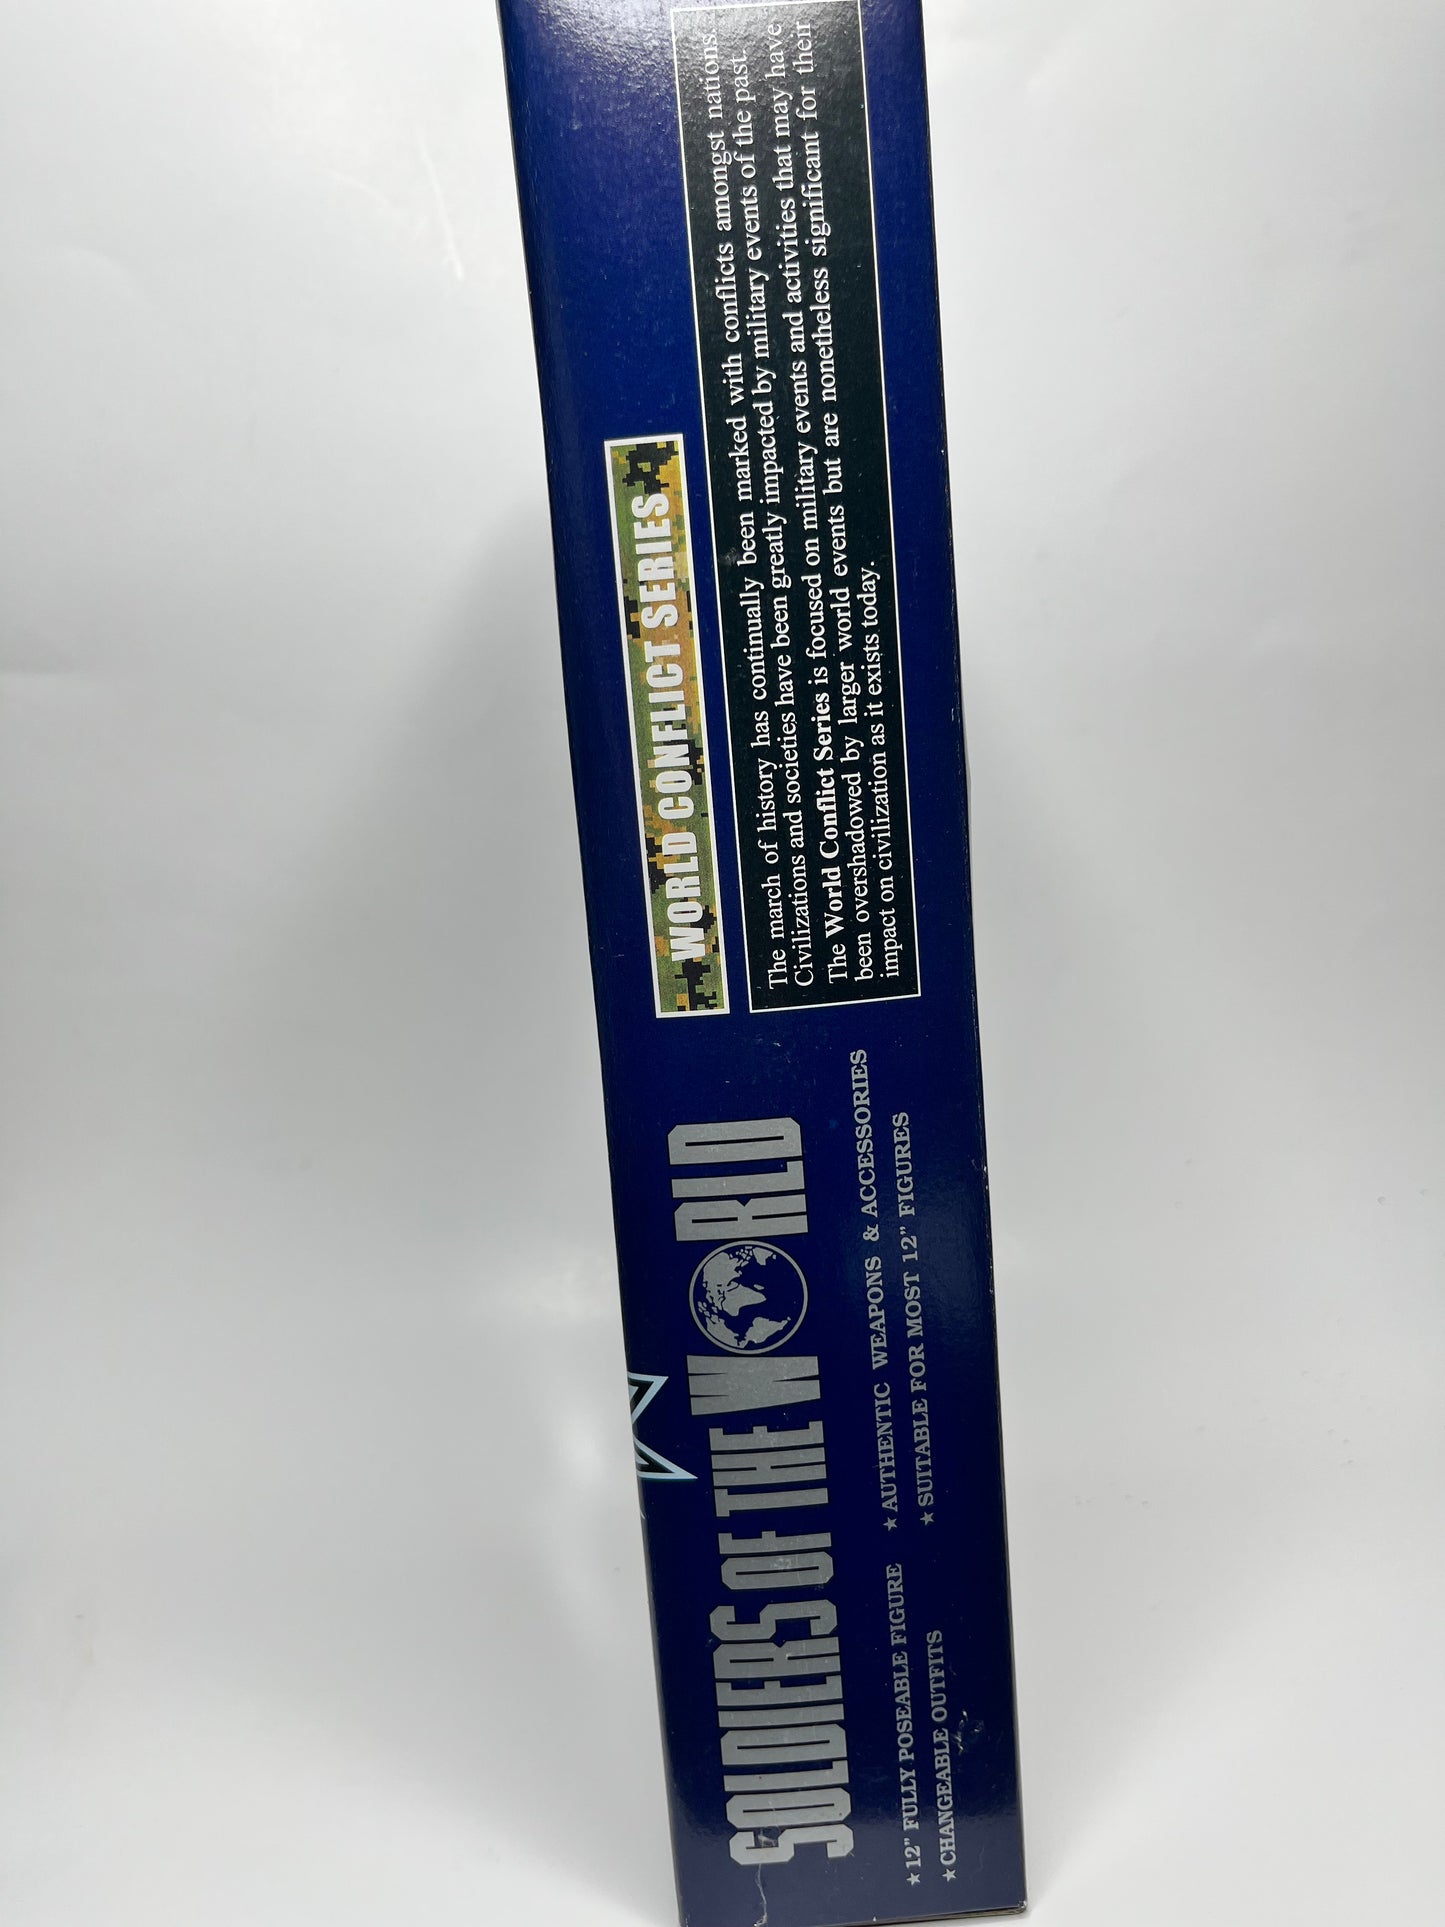 SOLDIERS OF THE WORLD
★ 12" FULLY POSEABLE FIGURE
★ AUTHENTIC WEAPONS & ACCESSORIES
★ CHANGEABLE OUTFITS
★ SUITABLE FOR MOST 12" FIGURES
WORLD CONFLICT SERIES
The march of history has continually been marked with conflicts amongst nations.
Civilizations and societies have been greatly impacted by military events of the past.
The World Conflict Series is focused on military events and activities that may have
been overshadowed by larger world events but are nonetheless significant for their
impact on civilization as it exists today.